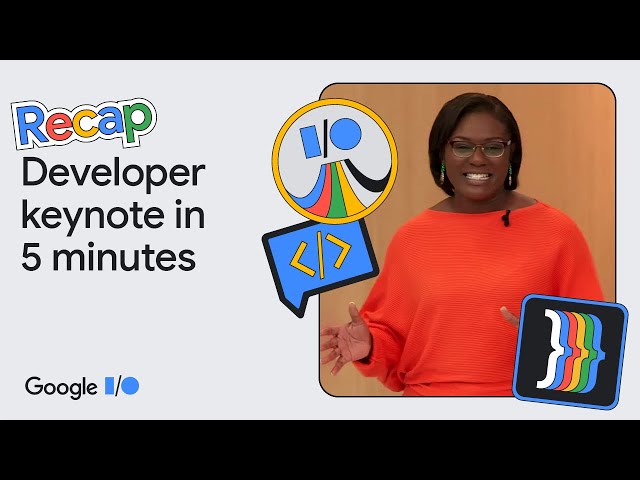 Recap
Developer
keynote in
5 minutes
I/O
</>
}}}}
Google I/O